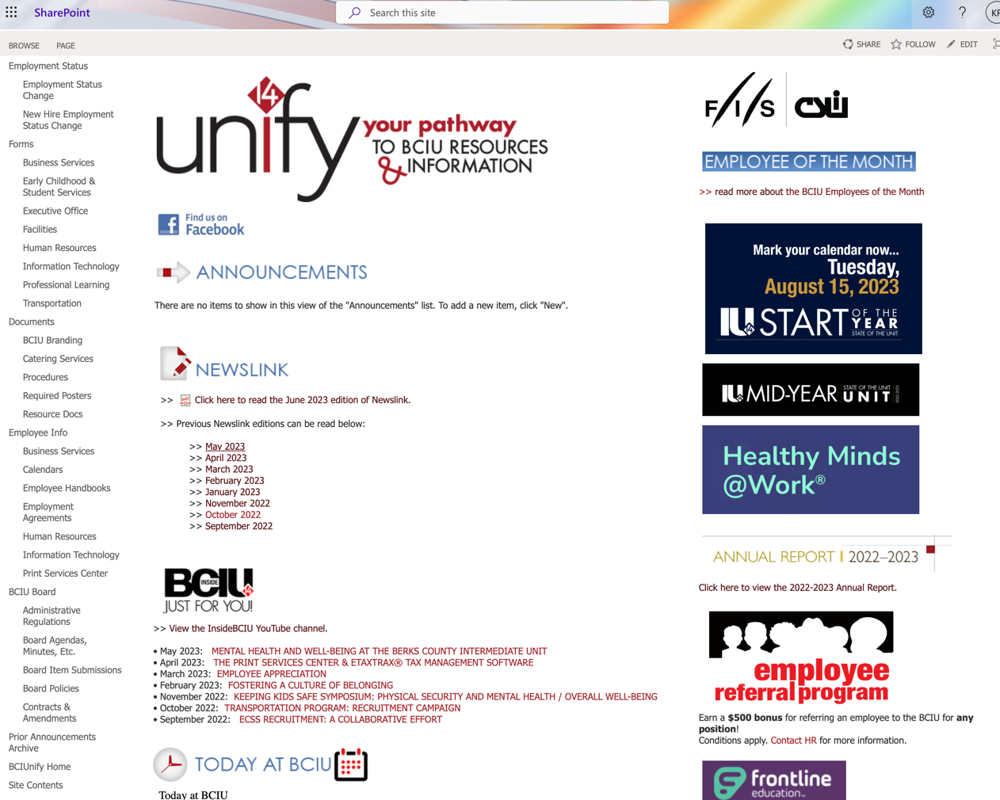 SharePoint
Search this site
?
BROWSE
PAGE
SHARE
FOLLOW
EDIT
Employment Status
Employment Status
Change
New Hire Employment
Status Change
Forms
Business Services
Early Childhood &
Student Services
Executive Office
Facilities
Human Resources
Information Technology
Professional Learning
Transportation
Documents
BCIU Branding
Catering Services
Procedures
Required Posters
Resource Docs
Employee Info
Business Services
Calendars
Employee Handbooks
Employment
Agreements
Human Resources
Information Technology
Print Services Center
BCIU Board
Administrative
Regulations
Board Agendas,
Minutes, Etc.
Board Item Submissions
Board Policies
Contracts &
Amendments
Prior Announcements
Archive
BCIUnify Home
Site Contents
14
unify your pathway
TO BCIU RESOURCES
& INFORMATION
Find us on
Facebook
ANNOUNCEMENTS
There are no items to show in this view of the "Announcements" list. To add a new item, click "New".
NEWSLINK
>> Click here to read the June 2023 edition of Newslink.
>> Previous Newslink editions can be read below:
>> May 2023
>> April 2023
>> March 2023
>> February 2023
>> January 2023
>> November 2022
>> October 2022
>> September 2022
INSIDE
BCIU 14
JUST FOR YOU!
>> View the InsideBCIU YouTube channel.
• May 2023: MENTAL HEALTH AND WELL-BEING AT THE BERKS COUNTY INTERMEDIATE UNIT
• April 2023: THE PRINT SERVICES CENTER & ETAXTRAX® TAX MANAGEMENT SOFTWARE
• March 2023: EMPLOYEE APPRECIATION
• February 2023: FOSTERING A CULTURE OF BELONGING
• November 2022: KEEPING KIDS SAFE SYMPOSIUM: PHYSICAL SECURITY AND MENTAL HEALTH / OVERALL WELL-BEING
• October 2022: TRANSPORTATION PROGRAM: RECRUITMENT CAMPAIGN
• September 2022: ECSS RECRUITMENT: A COLLABORATIVE EFFORT
TODAY AT BCIU
Today at BCIU
F/I/S
CSIU
EMPLOYEE OF THE MONTH
>> read more about the BCIU Employees of the Month
Mark your calendar now...
Tuesday,
August 15, 2023
IU 14 START OF THE YEAR
STATE OF THE UNIT
IU MID-YEAR STATE OF THE UNIT
UNIT
2022-2023
Healthy Minds
@Work®
ANNUAL REPORT | 2022–2023
Click here to view the 2022-2023 Annual Report.
employee
referral program
Earn a $500 bonus for referring an employee to the BCIU for any
position!
Conditions apply. Contact HR for more information.
frontline
education™